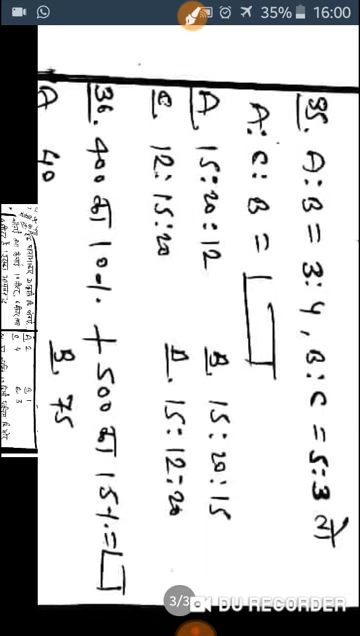 35%
16:00
35. A:B = 3:4, B:C = 5:3 तो
A:C:B =
A. 15:20:12
B. 15:20:15
C. 12:15:20
D. 15:12:20
36. 400 का 10% + 500 का 15% =
A 40
B. 75
3/3
DU RECORDER